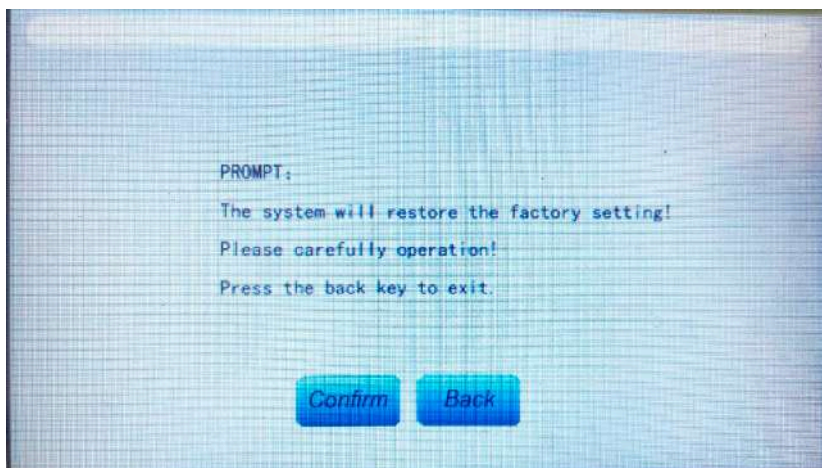 PROMPT:
The system will restore the factory setting!
Please carefully operation!
Press the back key to exit.
Confirm
Back